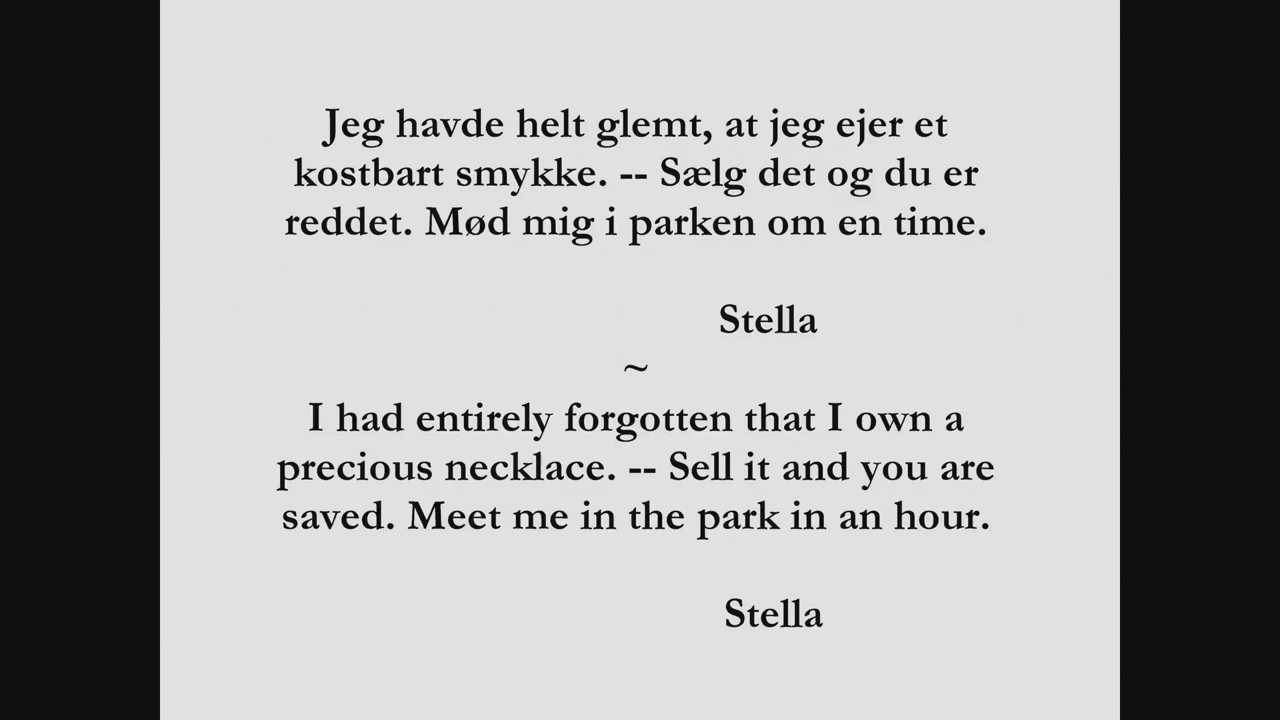 Jeg havde helt glemt, at jeg ejer et
kostbart smykke. -- Sælg det og du er
reddet. Mød mig i parken om en time.
Stella
~
I had entirely forgotten that I own a
precious necklace. -- Sell it and you are
saved. Meet me in the park in an hour.
Stella